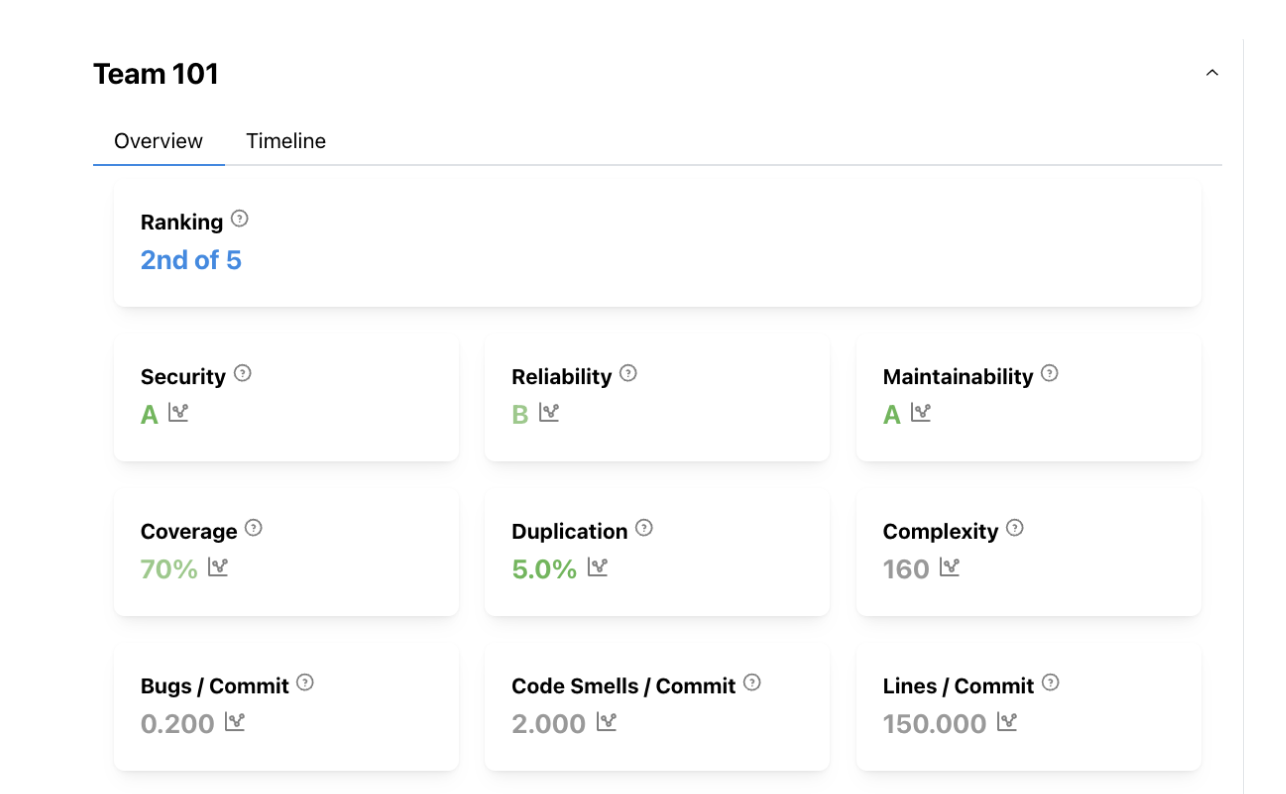 Team 101
Overview Timeline
Ranking
2nd of 5
Security Reliability Maintainability
A B A
Coverage Duplication Complexity
70% 5.0% 160
Bugs / Commit Code Smells / Commit Lines / Commit
0.200 2.000 150.000